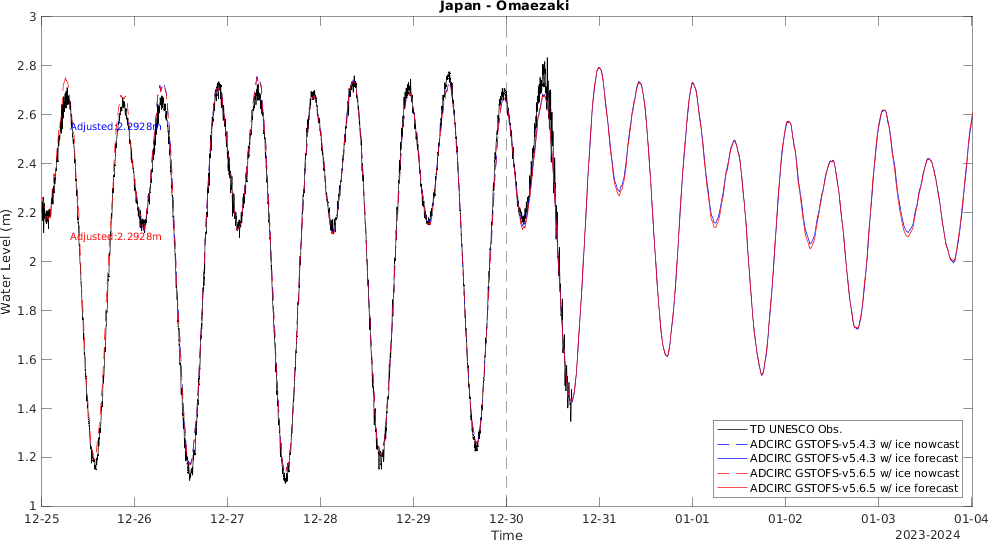 Japan - Omaezaki
3
2.8
2.6
2.4
2.2
2
1.8
1.6
1.4
1.2
1
Water Level (m)
Adjusted:2.2928m
Adjusted:2.2928m
TD UNESCO Obs.
ADCIRC GSTOFS-v5.4.3 w/ ice nowcast
ADCIRC GSTOFS-v5.4.3 w/ ice forecast
ADCIRC GSTOFS-v5.6.5 w/ ice nowcast
ADCIRC GSTOFS-v5.6.5 w/ ice forecast
12-25 12-26 12-27 12-28 12-29 12-30 12-31 01-01 01-02 01-03 01-04
Time
2023-2024